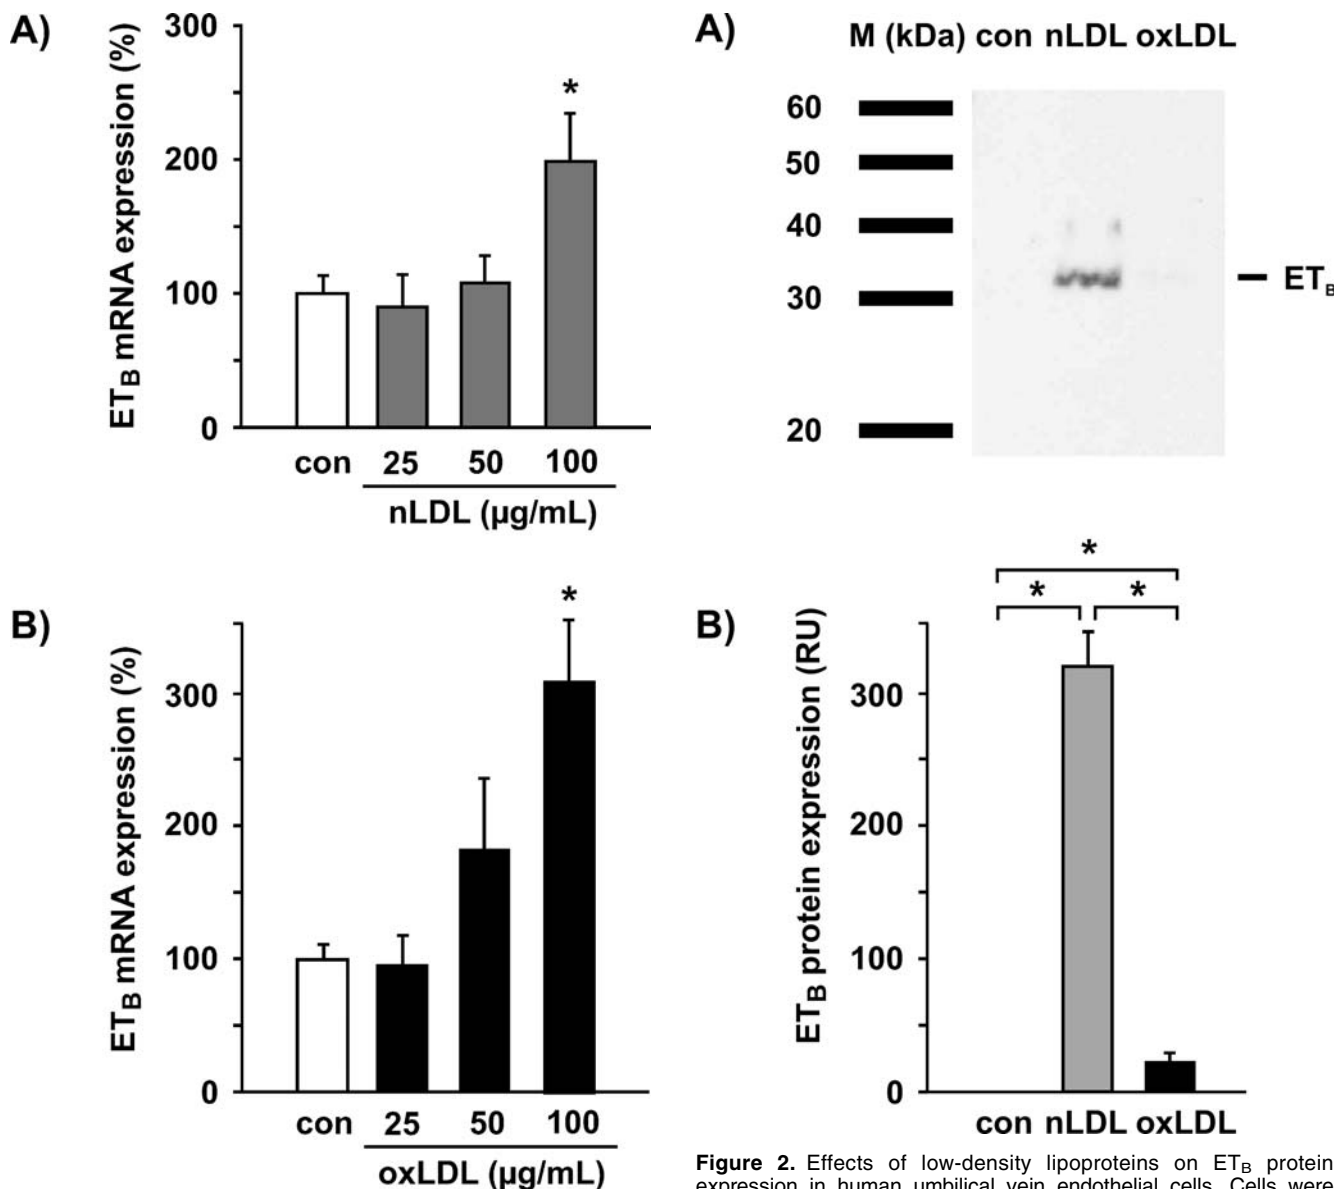 A)
ETB mRNA expression (%)
300
200
100
0
con 25 50 100
nLDL (µg/mL)
*
B)
ETB mRNA expression (%)
300
200
100
0
con 25 50 100
oxLDL (µg/mL)
*
A)
M (kDa) con nLDL oxLDL
60
50
40
30
20
ETB
B)
ETB protein expression (RU)
300
200
100
0
* 
* *
con nLDL oxLDL
Figure 2. Effects of low-density lipoproteins on ETB protein
expression in human umbilical vein endothelial cells. Cells were